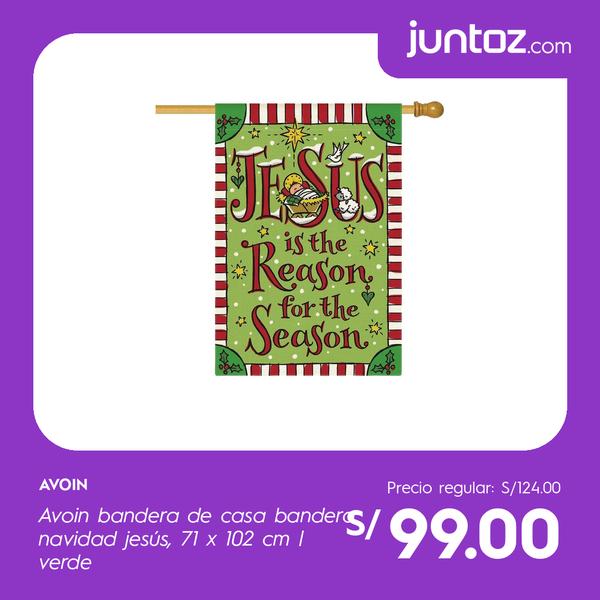 juntoz.com
JESUS
is the
Reason
for the
Season
AVOIN
Precio regular: S/124.00
Avoin bandera de casa bandera
navidad jesús, 71 x 102 cm |
verde
S/ 99.00